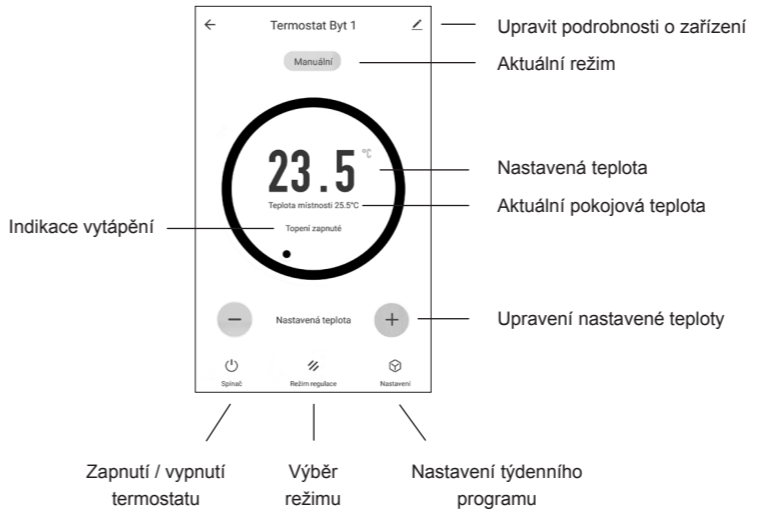 Termostat Byt 1
Upravit podrobnosti o zařízení
Manuální
Aktuální režim
23.5 °C
Nastavená teplota
Teplota místnosti 25.5°C
Aktuální pokojová teplota
Indikace vytápění
Topení zapnuté
Nastavená teplota
Upravení nastavené teploty
Spínač
Režim regulace
Nastavení
Zapnutí / vypnutí
termostatu
Výběr
režimu
Nastavení týdenního
programu